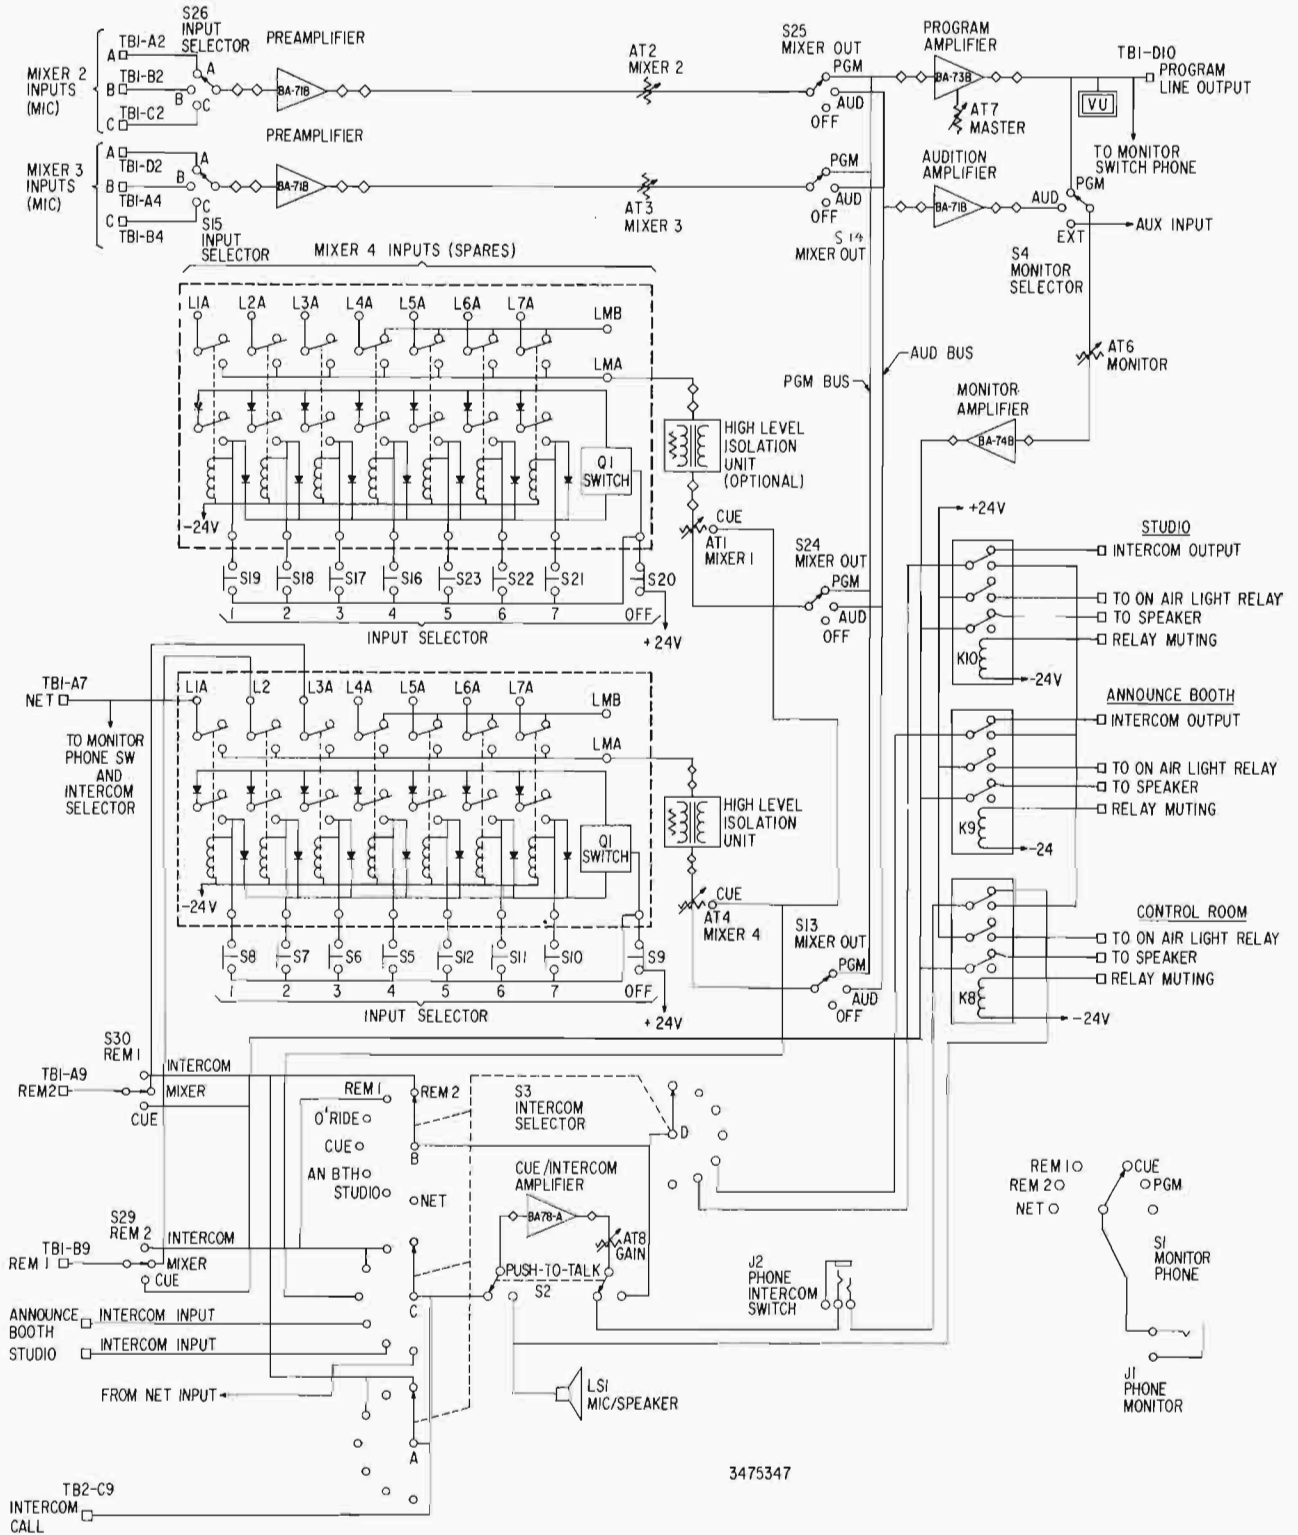 S26
INPUT
SELECTOR
PREAMPLIFIER
S25
MIXER OUT
PROGRAM
AMPLIFIER
TBI-A2
A
A
AT2
MIXER 2
PGM
BA-73B
TBI-D10
PROGRAM
LINE OUTPUT
MIXER 2
INPUTS
(MIC)
TBI-B2
B
B
BA-71B
AUD
OFF
VU
C
TBI-C2
C
AT7
MASTER
PREAMPLIFIER
TO MONITOR
SWITCH PHONE
A
TBI-D2
A
MIXER 3
INPUTS
(MIC)
B
TBI-A4
B
BA-71B
PGM
AUD
OFF
AUDITION
AMPLIFIER
BA-71B
AUD
PGM
C
TBI-B4
C
S15
INPUT
SELECTOR
AT3
MIXER 3
S14
MIXER OUT
EXT
AUX INPUT
S4
MONITOR
SELECTOR
MIXER 4 INPUTS (SPARES)
L1A L2A L3A L4A L5A L6A L7A
LMB
LMA
AUD BUS
AT6
MONITOR
PGM BUS
MONITOR
AMPLIFIER
BA-74B
HIGH LEVEL
ISOLATION
UNIT
(OPTIONAL)
Q1
SWITCH
-24V
CUE
AT1
MIXER 1
S24
MIXER OUT
PGM
AUD
OFF
S19 S18 S17 S16 S23 S22 S21 S20
1 2 3 4 5 6 7 OFF
INPUT SELECTOR
+24V
+24V
STUDIO
INTERCOM OUTPUT
TO ON AIR LIGHT RELAY
TO SPEAKER
RELAY MUTING
K10
-24V
TBI-A7
NET
L1A L2 L3A L4A L5A L6A L7A
LMB
LMA
TO MONITOR
PHONE SW
AND
INTERCOM
SELECTOR
ANNOUNCE BOOTH
INTERCOM OUTPUT
TO ON AIR LIGHT RELAY
TO SPEAKER
RELAY MUTING
K9
-24
HIGH LEVEL
ISOLATION
UNIT
Q1
SWITCH
-24V
CUE
AT4
MIXER 4
S13
MIXER OUT
PGM
AUD
OFF
S8 S7 S6 S5 S12 S11 S10 S9
1 2 3 4 5 6 7 OFF
INPUT SELECTOR
+24V
CONTROL ROOM
TO ON AIR LIGHT RELAY
TO SPEAKER
RELAY MUTING
K8
-24V
S30
REM 1
INTERCOM
TBI-A9
REM2
MIXER
CUE
REM 1
REM 2
O'RIDE
CUE
B
AN BTH
STUDIO
NET
S3
INTERCOM
SELECTOR
D
CUE/INTERCOM
AMPLIFIER
BA78-A
AT8
GAIN
PUSH-TO-TALK
S2
REM 1
CUE
REM 2
PGM
NET
S1
MONITOR
PHONE
S29
REM 2
INTERCOM
TBI-B9
REM 1
MIXER
CUE
C
J2
PHONE
INTERCOM
SWITCH
ANNOUNCE
BOOTH
INTERCOM INPUT
STUDIO
INTERCOM INPUT
FROM NET INPUT
LS1
MIC/SPEAKER
J1
PHONE
MONITOR
A
3475347
TB2-C9
INTERCOM
CALL